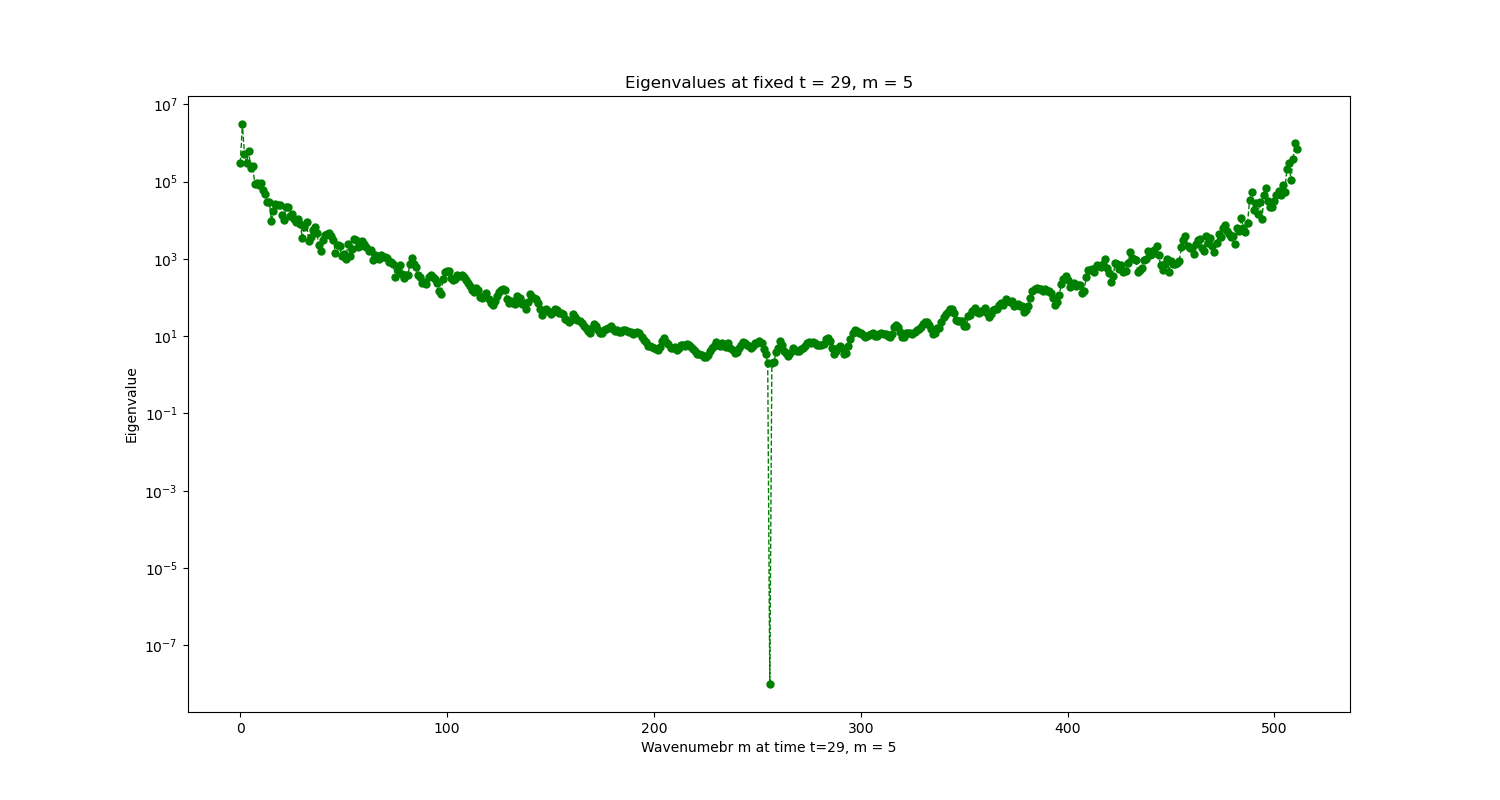 Eigenvalues at fixed t = 29, m = 5
10^7
10^5
10^3
10^1
10^-1
10^-3
10^-5
10^-7
Eigenvalue
0 100 200 300 400 500
Wavenumebr m at time t=29, m = 5